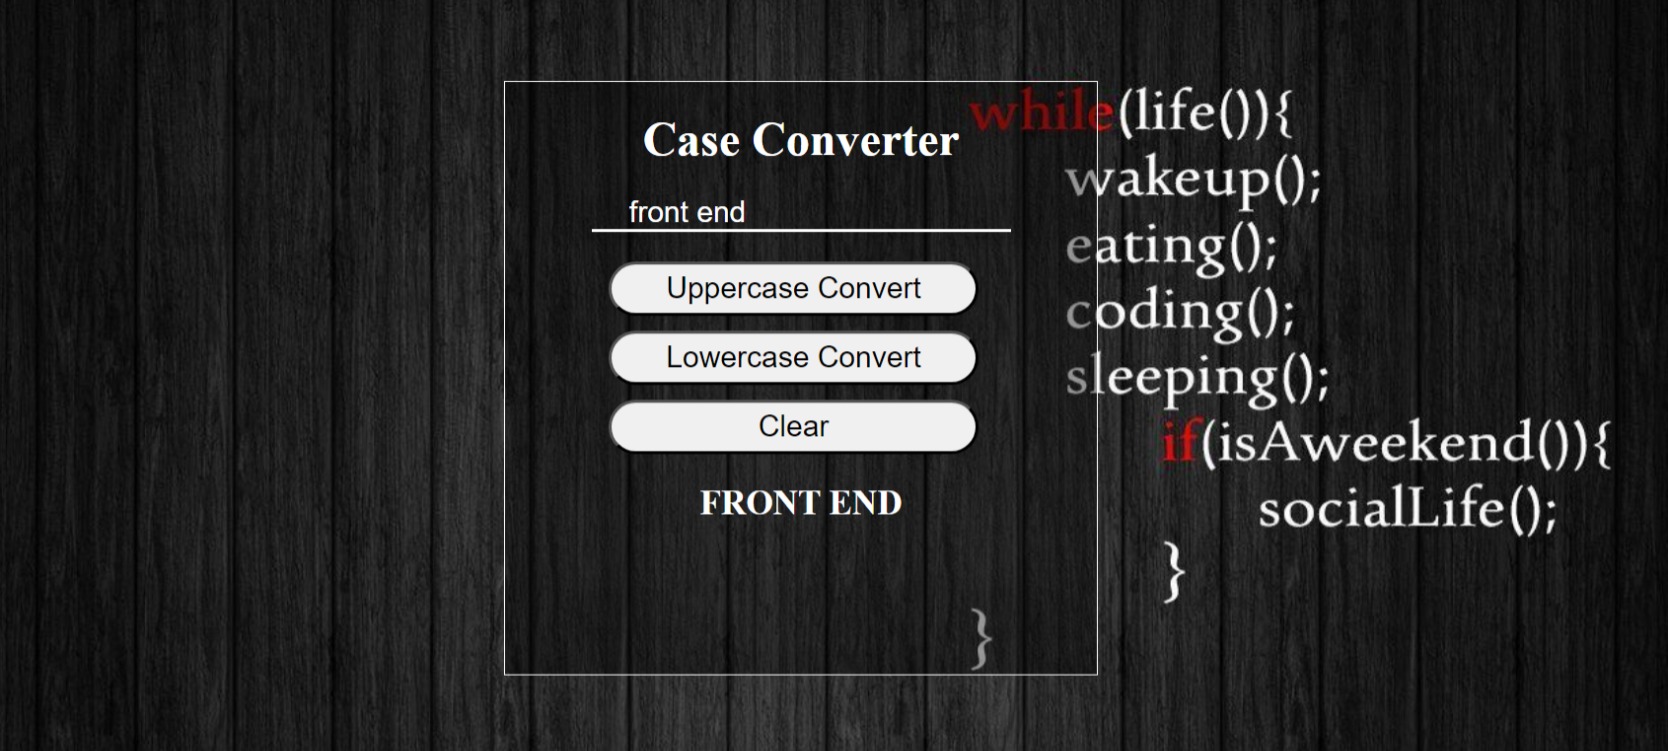 Case Converter
front end
Uppercase Convert
Lowercase Convert
Clear
FRONT END
while(life()){
wakeup();
eating();
coding();
sleeping();
if(isAweekend()){
socialLife();
}
}